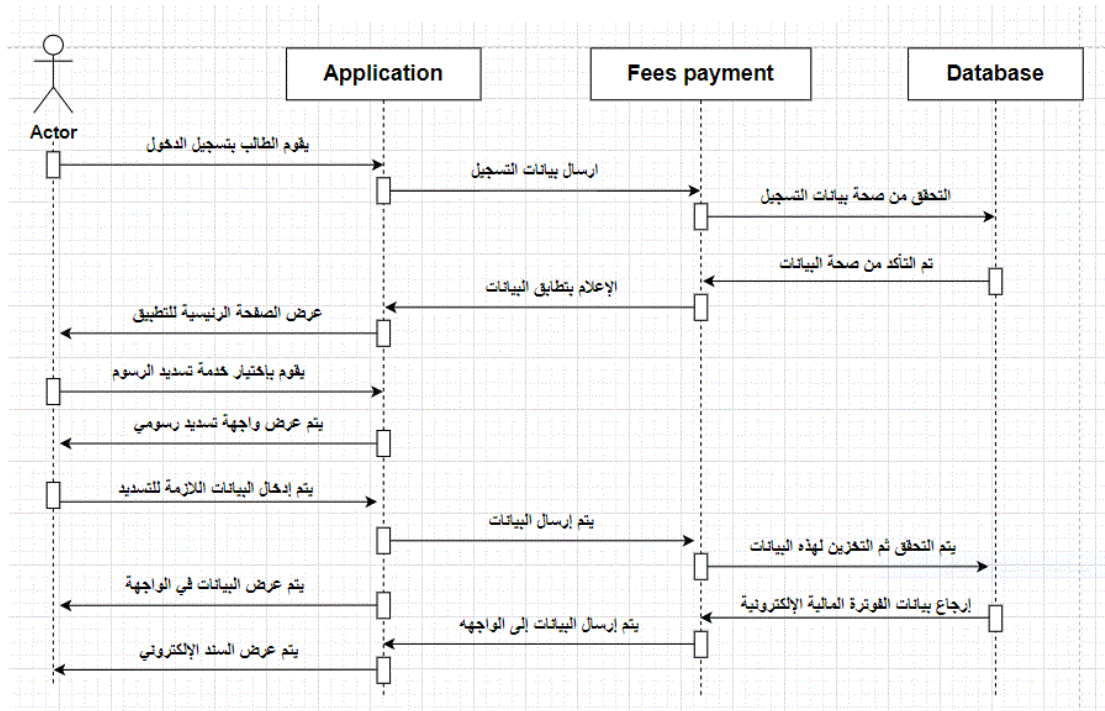 Application
Fees payment
Database
Actor
يقوم الطالب بتسجيل الدخول
ارسال بيانات التسجيل
التحقق من صحة بيانات التسجيل
تم التأكد من صحة البيانات
الإعلام بتطابق البيانات
عرض الصفحة الرئيسية للتطبيق
يقوم بإختيار خدمة تسديد الرسوم
يتم عرض واجهة تسديد رسومي
يتم إدخال البيانات اللازمة للتسديد
يتم إرسال البيانات
يتم التحقق ثم التخزين لهذه البيانات
يتم عرض البيانات في الواجهة
إرجاع بيانات الفوترة المالية الإلكترونية
يتم إرسال البيانات إلى الواجهه
يتم عرض السند الإلكتروني